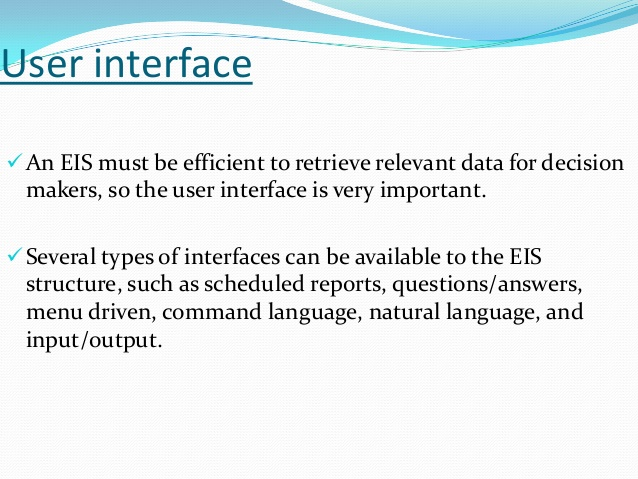 User interface
An EIS must be efficient to retrieve relevant data for decision
makers, so the user interface is very important.
Several types of interfaces can be available to the EIS
structure, such as scheduled reports, questions/answers,
menu driven, command language, natural language, and
input/output.